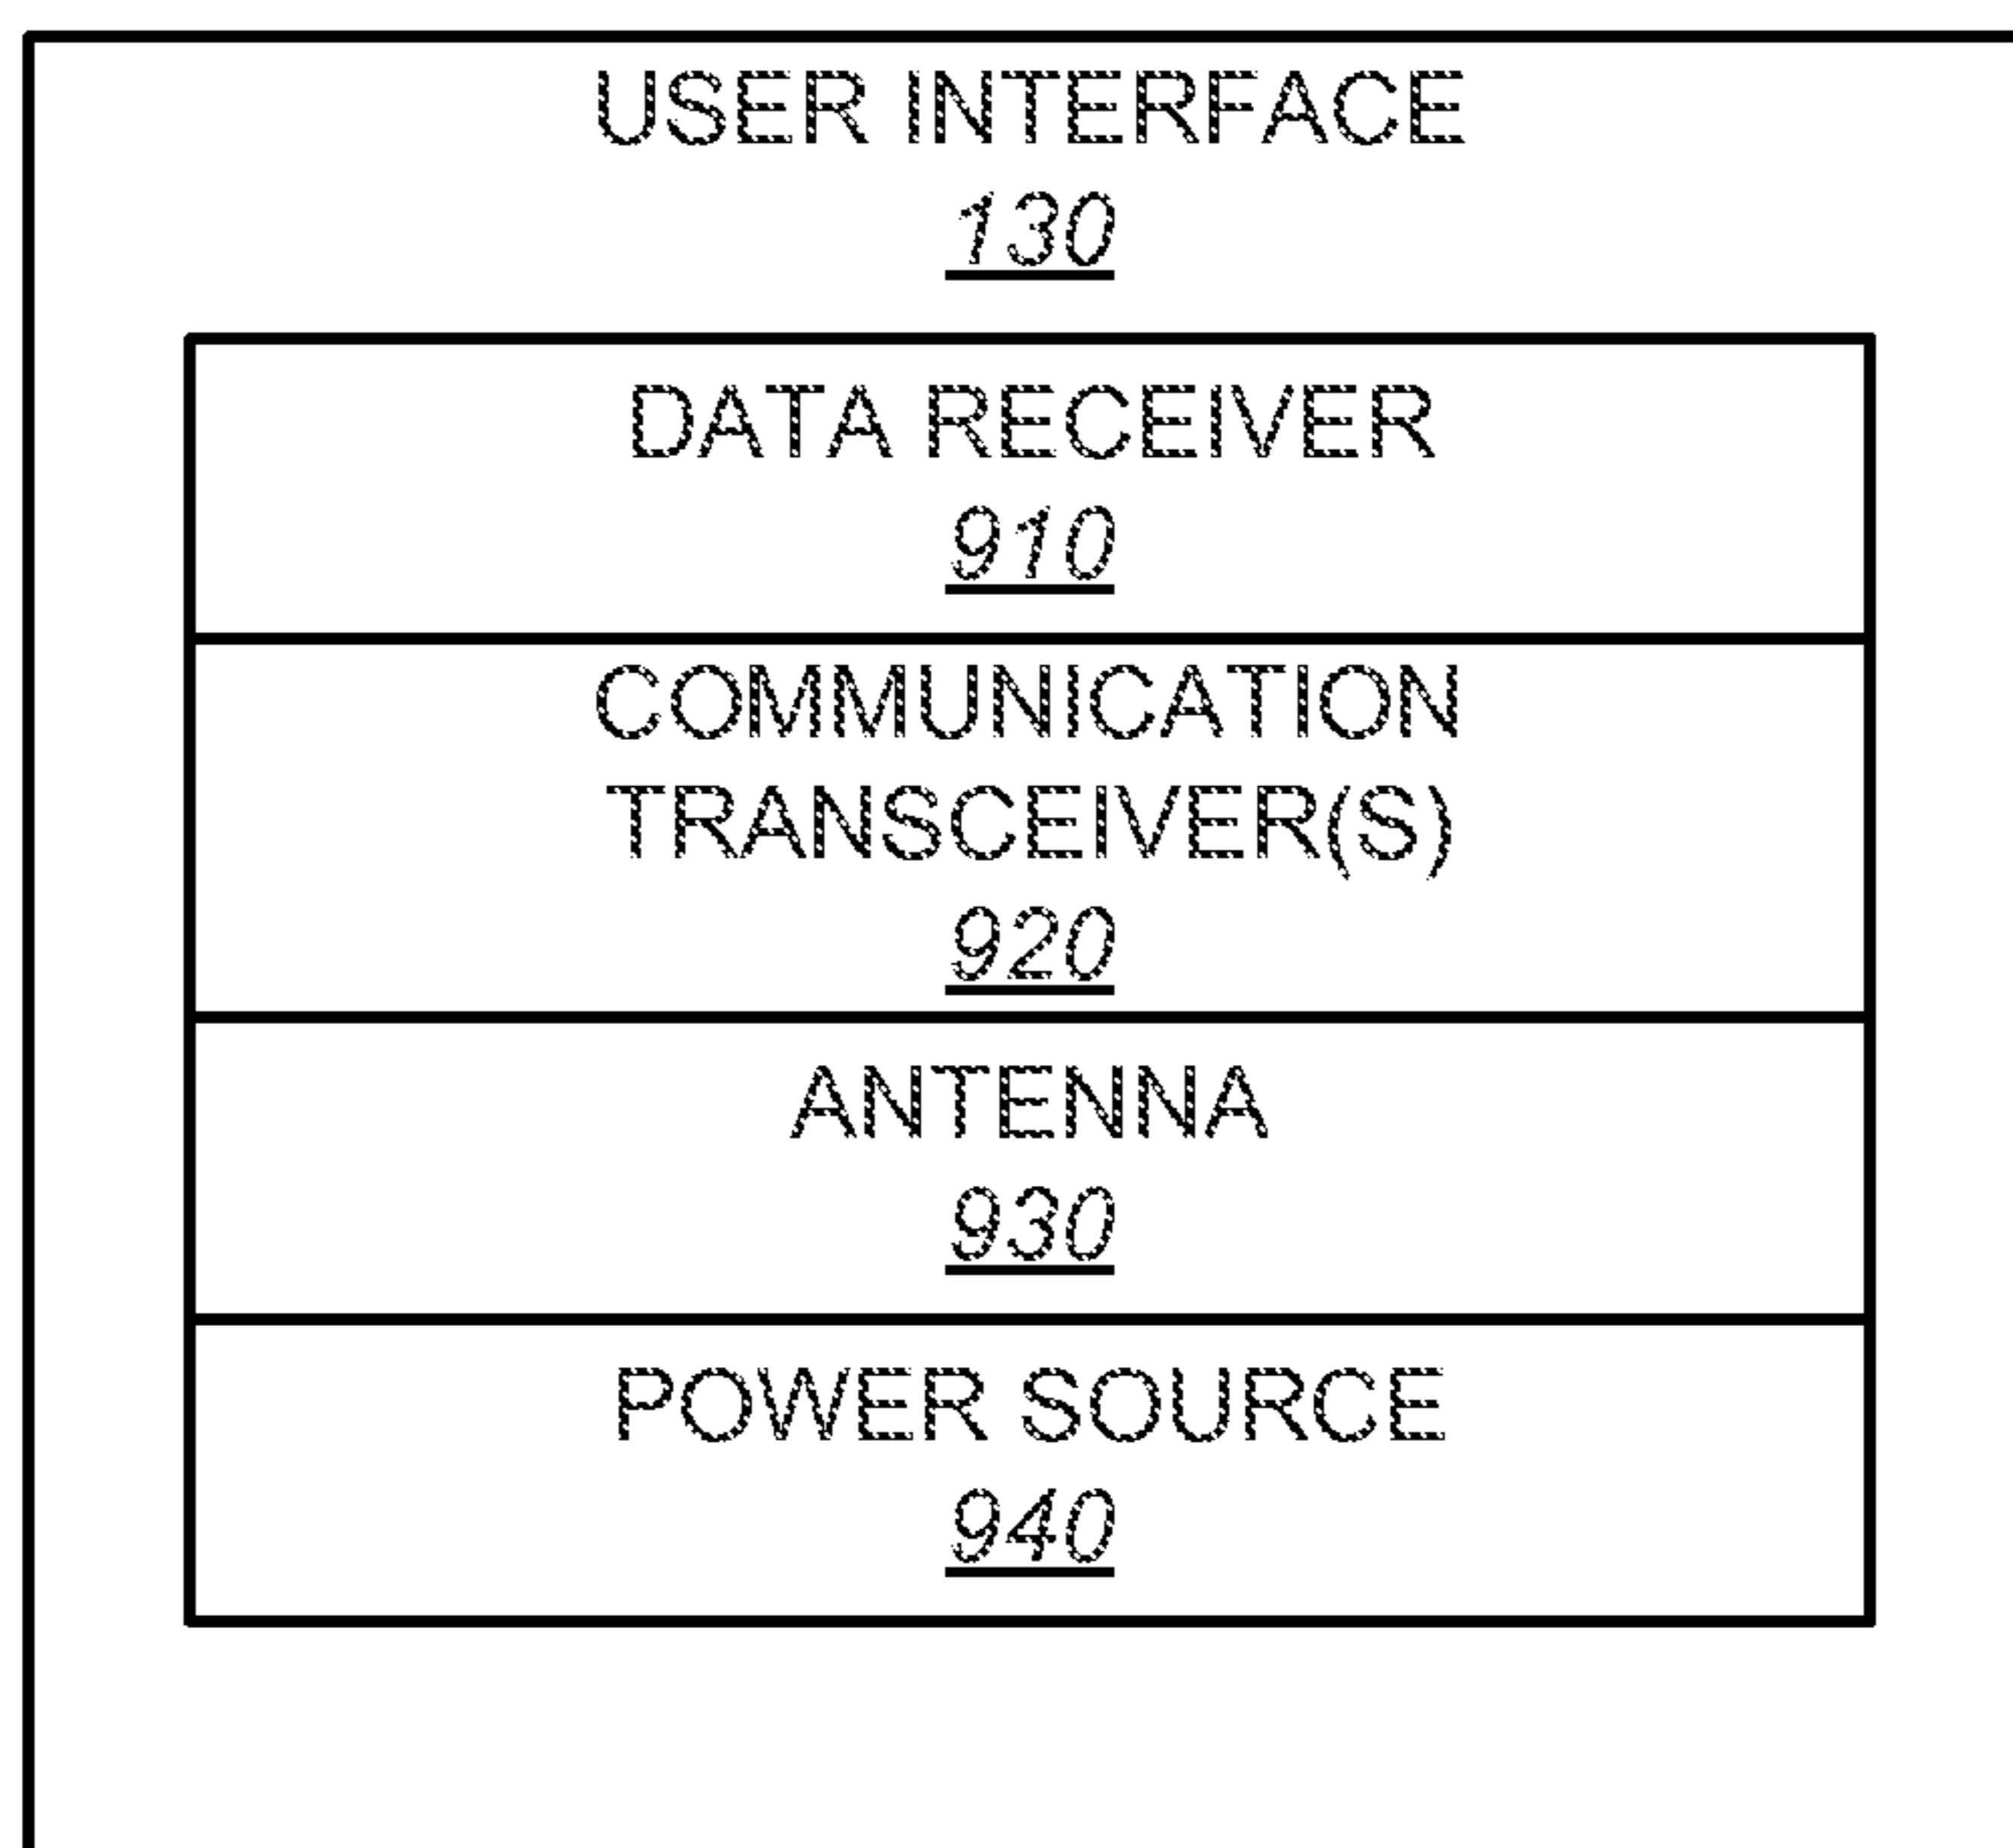 USER INTERFACE
130
DATA RECEIVER
910
COMMUNICATION
TRANSCEIVER(S)
920
ANTENNA
930
POWER SOURCE
940